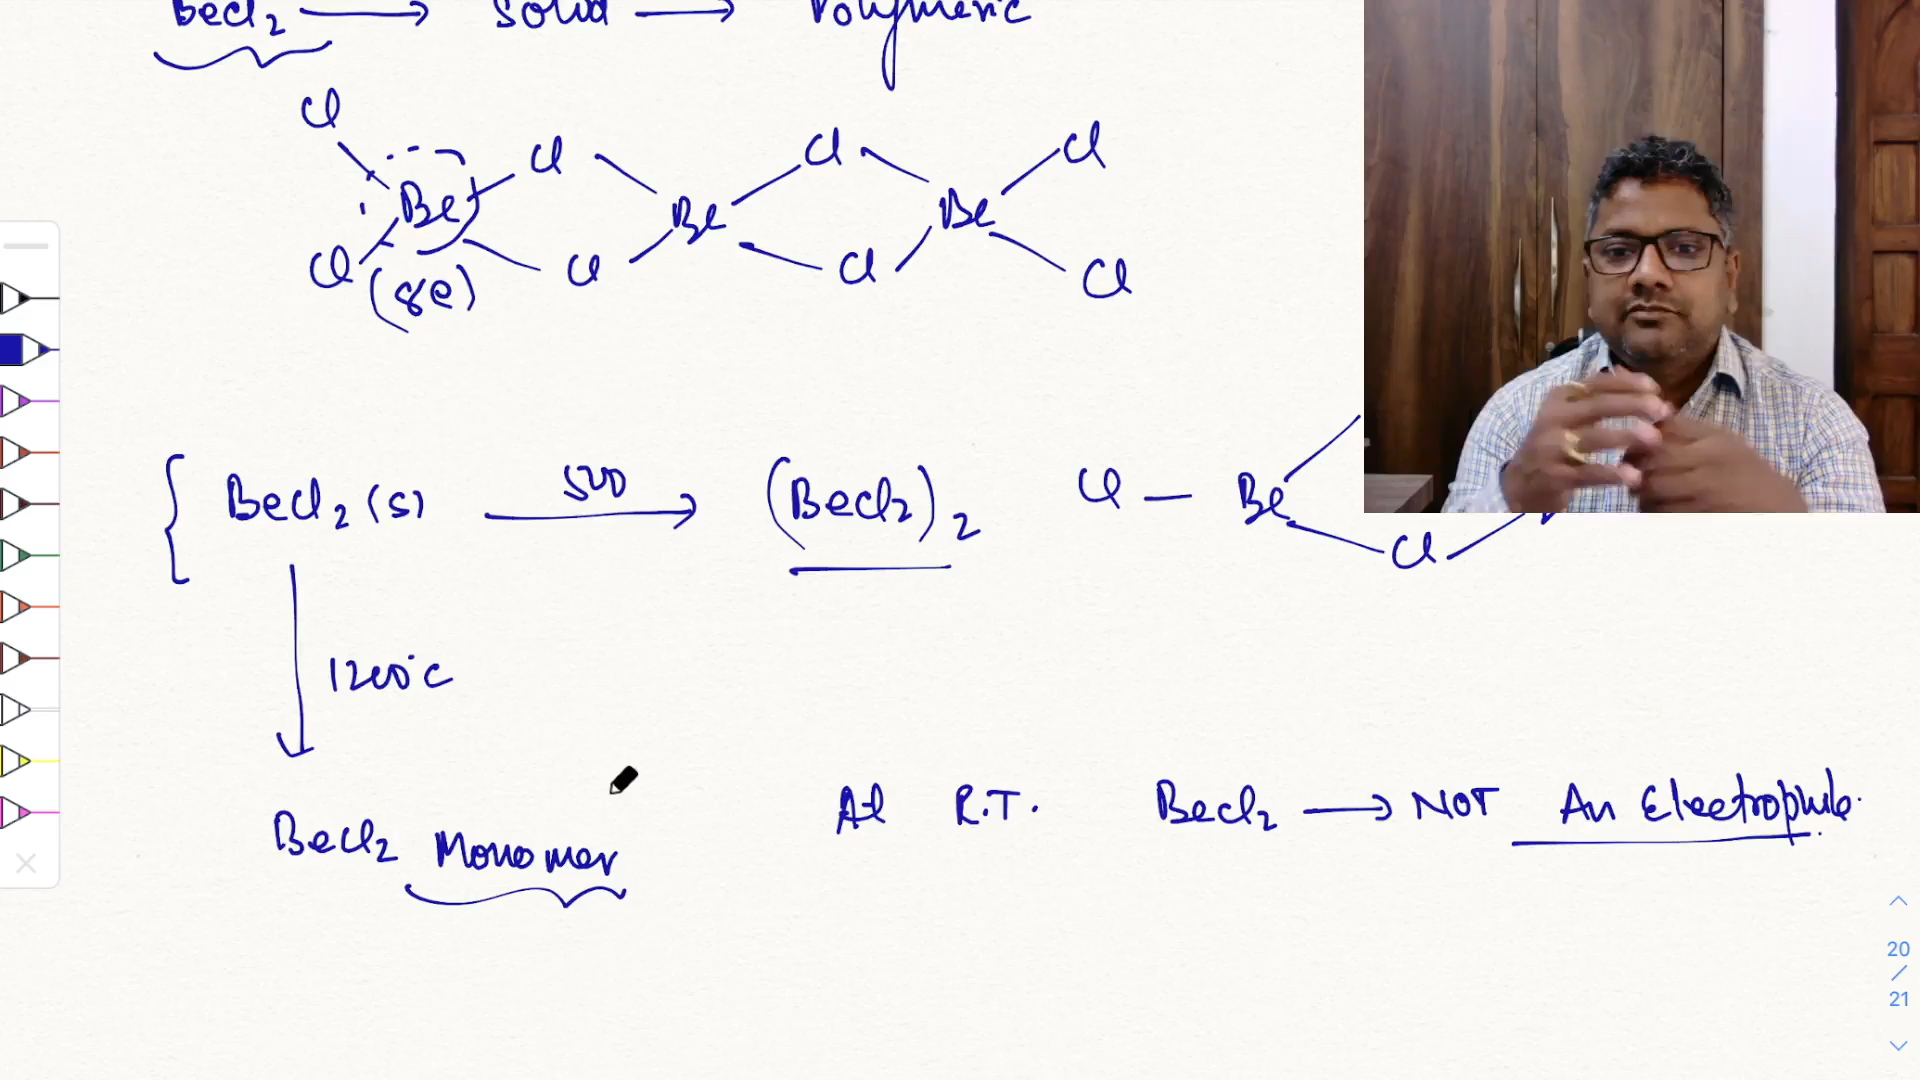 BeCl2 → Solid → Polymeric
Cl Cl Cl Cl
Be Be Be
Cl (8e) Cl Cl Cl
BeCl2 (s) 500 → (BeCl2)2 Cl — Be
Cl
1200°C
At R.T. BeCl2 → NOT An Electrophile.
BeCl2 Monomer
20
/
21